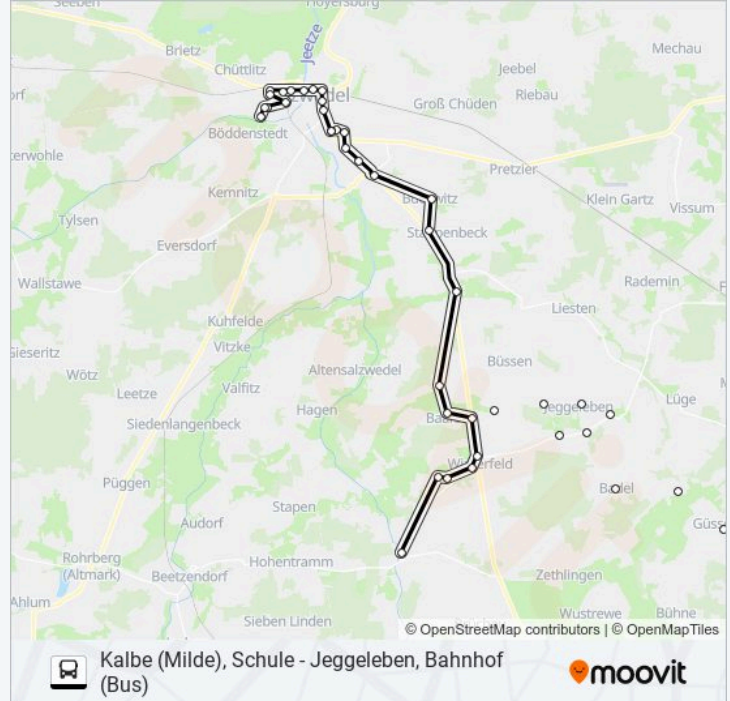 Seeben
Hoyersburg
Brietz
Jeetze
Mechau
Chüttlitz
Jeebel
Riebau
Groß Chüden
Böddenstedt
Pretzier
Kemnitz
Klein Gartz
Vissum
Tylsen
Stappenbeck
Eversdorf
Wallstawe
Rademin
Liesten
Kuhfelde
Vitzke
Büssen
Wötz
Altensalzwedel
Valfitz
Leetze
Hagen
Jeggeleben
Lüge
Siedenlangenbeck
Winterfeld
Püggen
Badel
Stapen
Audorf
Rohrberg
(Altmark)
Hohentramm
Beetzendorf
Zethlingen
Ahlum
Wustrewe
Bühne
Sieben Linden
© OpenStreetMap contributors | © OpenMapTiles
Kalbe (Milde), Schule - Jeggeleben, Bahnhof
(Bus)
moovit